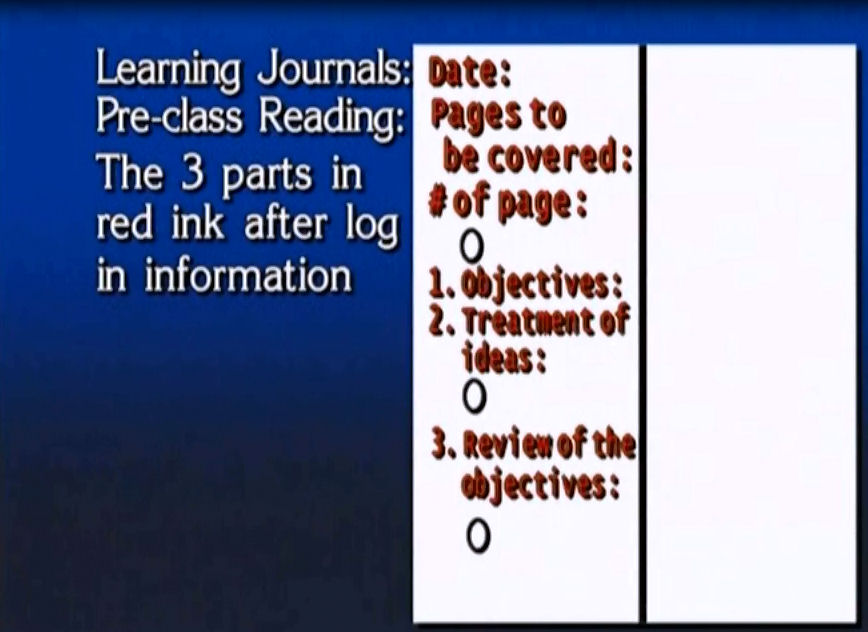 Learning Journals:
Pre-class Reading:
The 3 parts in
red ink after log
in information
Date:
Pages to
be covered:
# of page:
1. Objectives:
2. Treatment of
ideas:
3. Review of the
objectives: